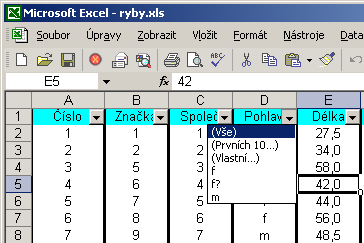 Microsoft Excel - ryby.xls
Soubor Úpravy Zobrazit Vložit Formát Nástroje Data
E5 = 42
A B C D E
1 Číslo Značka Společ Pohlav Délka
2 1 1 1 (Vše) 27,5
3 2 3 1 (Prvních 10...) 34,0
4 3 5 1 (Vlastní...) 58,0
f
5 4 6 1 f? 42,0
6 5 7 1 m 44,0
7 6 8 1 f 56,0
8 7 9 1 m 48,5